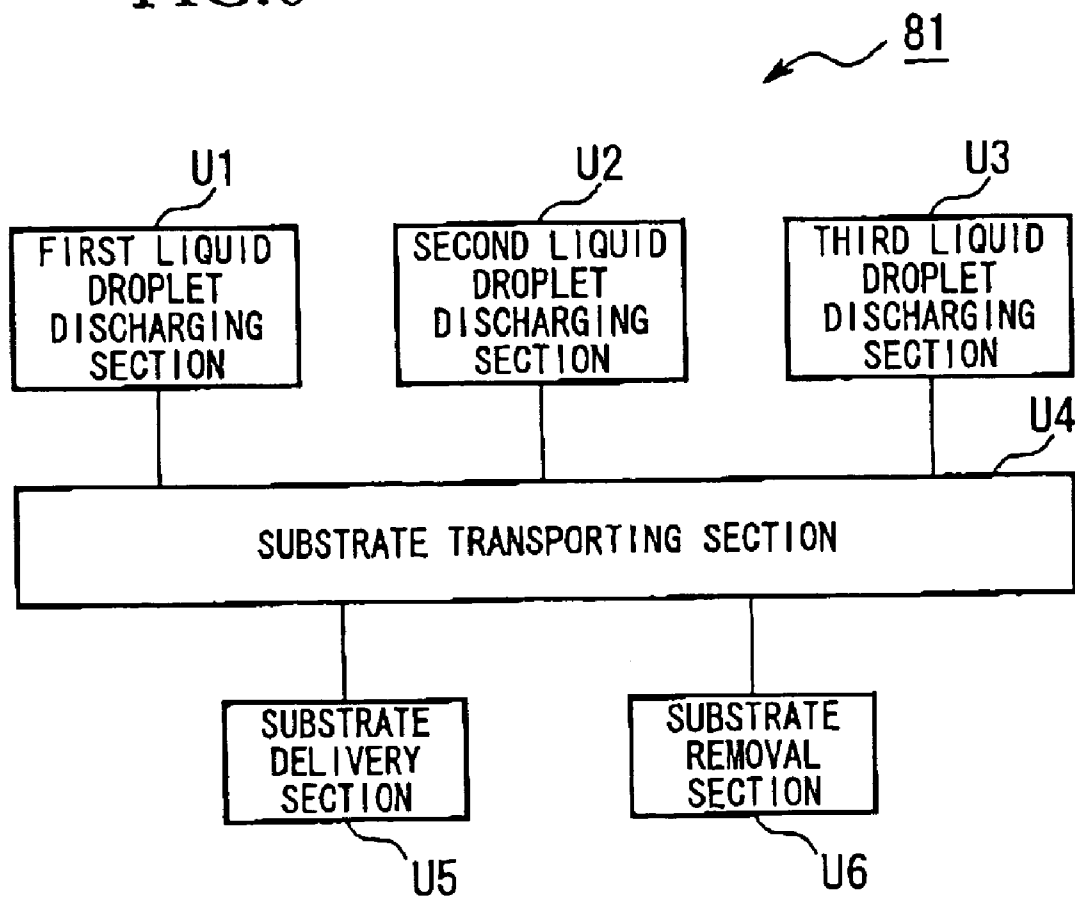 81
U1
U2
U3
FIRST LIQUID
DROPLET
DISCHARGING
SECTION
SECOND LIQUID
DROPLET
DISCHARGING
SECTION
THIRD LIQUID
DROPLET
DISCHARGING
SECTION
U4
SUBSTRATE TRANSPORTING SECTION
SUBSTRATE
DELIVERY
SECTION
SUBSTRATE
REMOVAL
SECTION
U5
U6